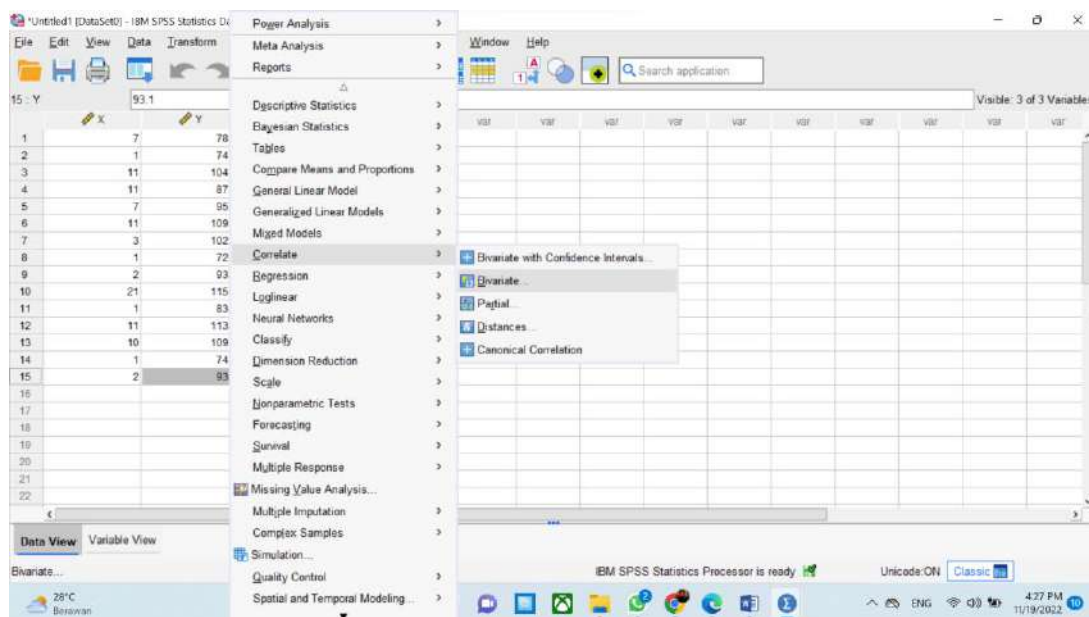 *Untitled1 [DataSet0] - IBM SPSS Statistics Da
File Edit View Data Transform Window Help
Search application
15 : Y 93.1 Visible: 3 of 3 Variable
X Y var var var var var var var var var var
1 7 78
2 1 74
3 11 104
4 11 87
5 7 95
6 11 109
7 3 102
8 1 72
9 2 93
10 21 115
11 1 83
12 11 113
13 10 109
14 1 74
15 2 93
16
17
18
19
20
21
22
Power Analysis
Meta Analysis
Reports
Descriptive Statistics
Bayesian Statistics
Tables
Compare Means and Proportions
General Linear Model
Generalized Linear Models
Mixed Models
Correlate
Regression
Loglinear
Neural Networks
Classify
Dimension Reduction
Scale
Nonparametric Tests
Forecasting
Survival
Multiple Response
Missing Value Analysis...
Multiple Imputation
Complex Samples
Simulation...
Quality Control
Spatial and Temporal Modeling...
Bivariate with Confidence Intervals...
Bivariate...
Partial...
Distances...
Canonical Correlation
Data View Variable View
Bivariate... IBM SPSS Statistics Processor is ready Unicode:ON Classic
28°C
Berawan
ENG
4:27 PM
11/19/2022
10